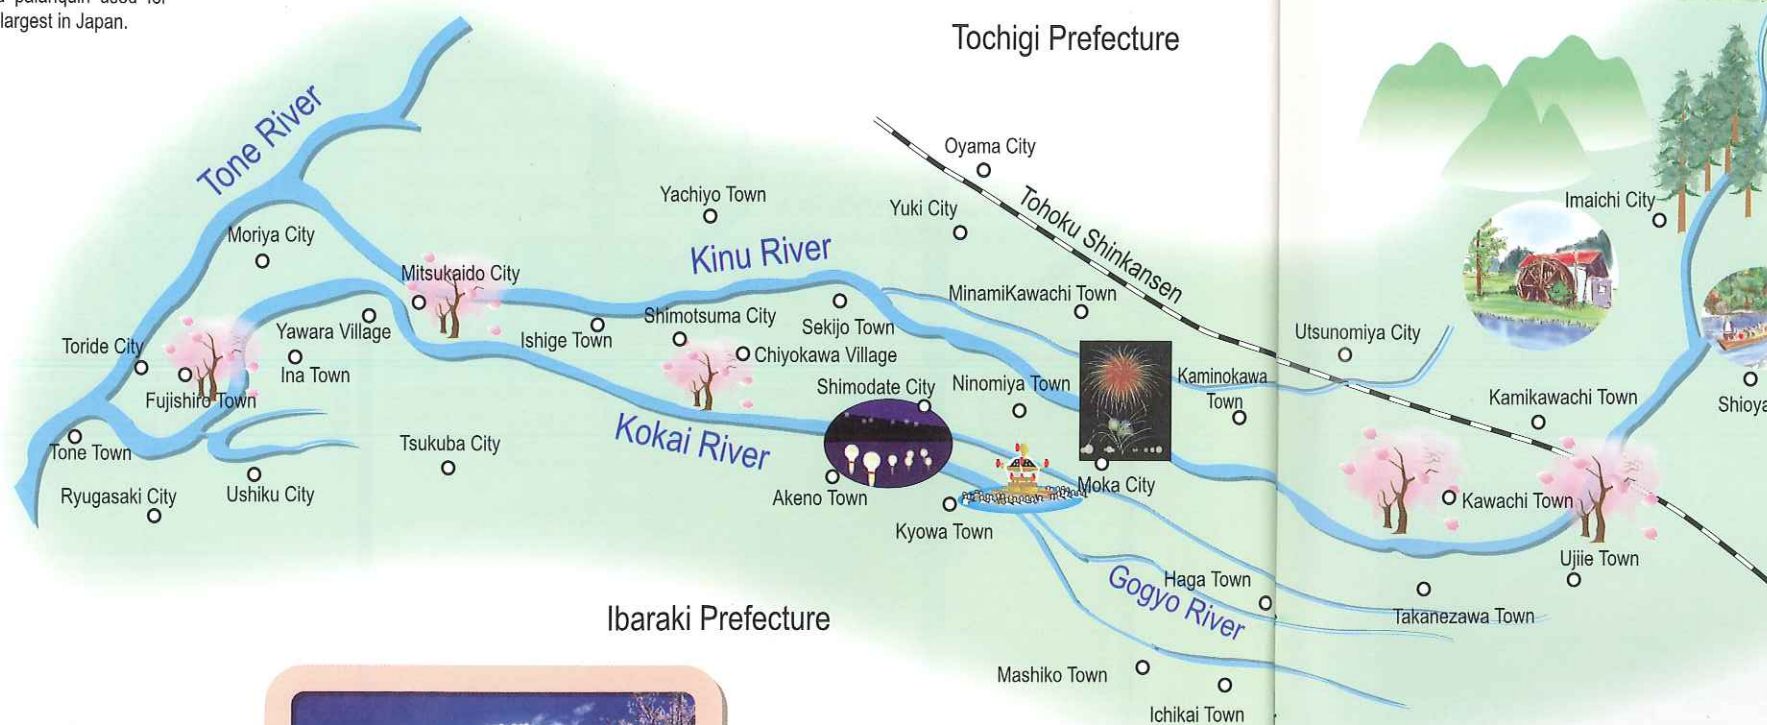 palanquin used for
largest in Japan.
Tochigi Prefecture
Tone River
Oyama City
Tohoku Shinkansen
Yachiyo Town
Yuki City
Imaichi City
Moriya City
Kinu River
Mitsukaido City
MinamiKawachi Town
Shimotsuma City
Sekijo Town
Utsunomiya City
Yawara Village
Ishige Town
Toride City
Chiyokawa Village
Ina Town
Shimodate City
Ninomiya Town
Kaminokawa
Town
Fujishiro Town
Kamikawachi Town
Shioya
Kokai River
Tsukuba City
Tone Town
Ryugasaki City
Ushiku City
Akeno Town
Moka City
Kawachi Town
Kyowa Town
Ujiie Town
Haga Town
Gogyo River
Takanezawa Town
Ibaraki Prefecture
Mashiko Town
Ichikai Town